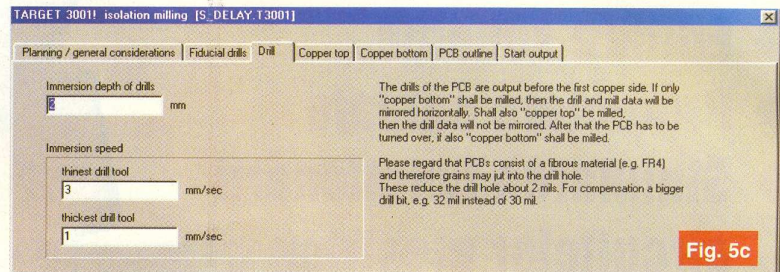 TARGET 3001! isolation milling [S_DELAY.T3001]
Planning / general considerations Fiducial drills Drill Copper top Copper bottom PCB outline Start output
Immersion depth of drills
2 mm
Immersion speed
thinest drill tool
3 mm/sec
thickest drill tool
1 mm/sec
The drills of the PCB are output before the first copper side. If only
"copper bottom" shall be milled, then the drill and mill data will be
mirrored horizontally. Shall also "copper top" be milled,
then the drill data will not be mirrored. After that the PCB has to be
turned over, if also "copper bottom" shall be milled.
Please regard that PCBs consist of a fibrous material (e.g. FR4)
and therefore grains may jut into the drill hole.
These reduce the drill hole about 2 mils. For compensation a bigger
drill bit, e.g. 32 mil instead of 30 mil.
Fig. 5c